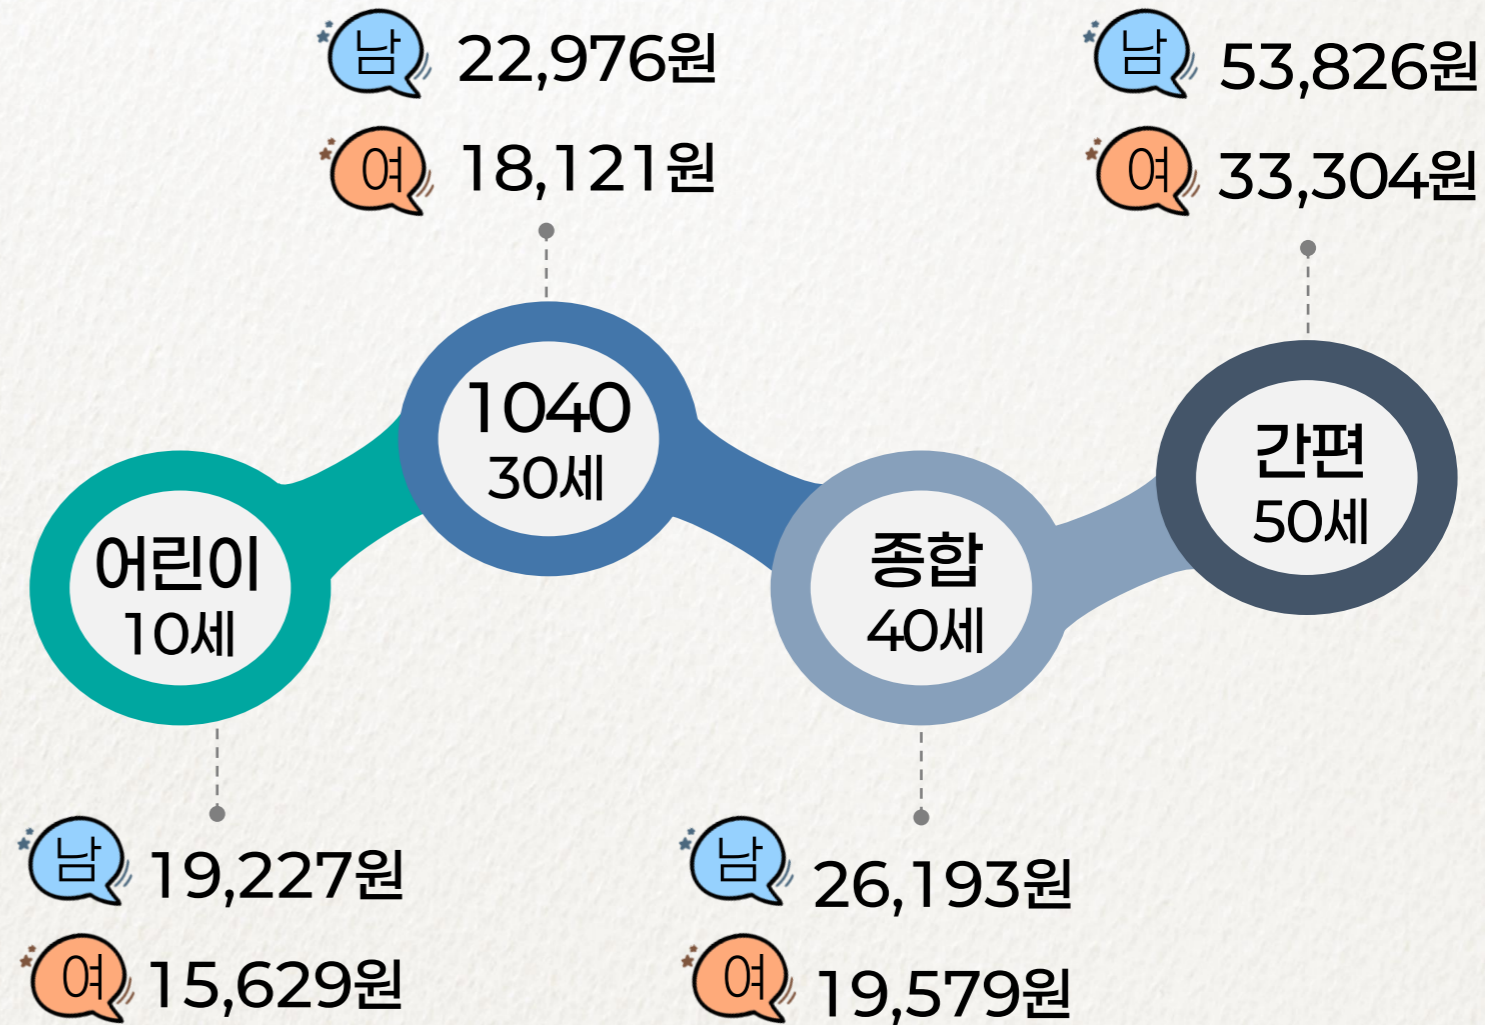 남 22,976원
여 18,121원
남 53,826원
여 33,304원
1040
30세
간편
50세
어린이
10세
종합
40세
남 19,227원
여 15,629원
남 26,193원
여 19,579원